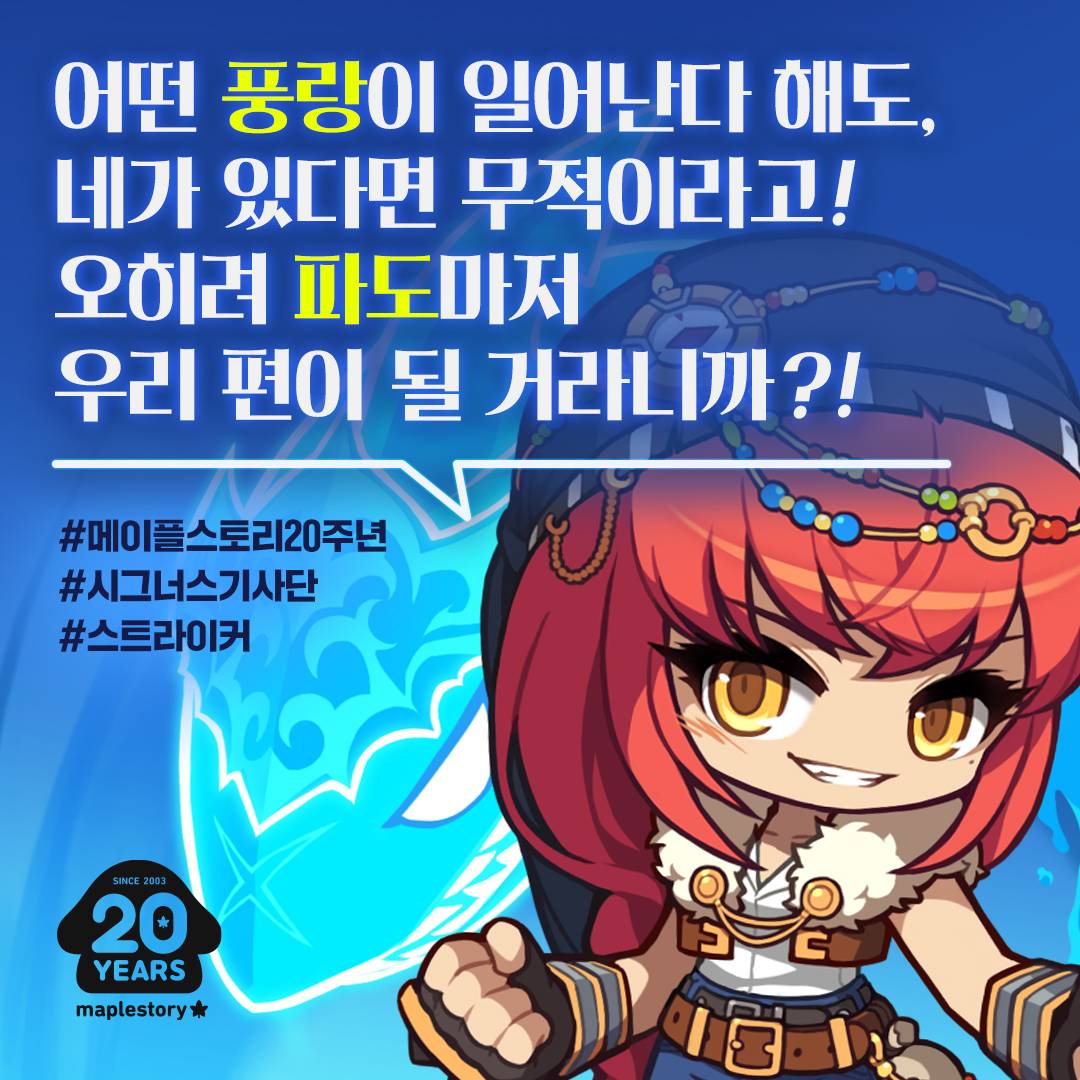 어떤 풍랑이 일어난다 해도,
네가 있다면 무적이라고!
오히려 파도마저
우리 편이 될 거라니까?!
#메이플스토리20주년
#시그너스기사단
#스트라이커
SINCE 2003
20
YEARS
maplestory